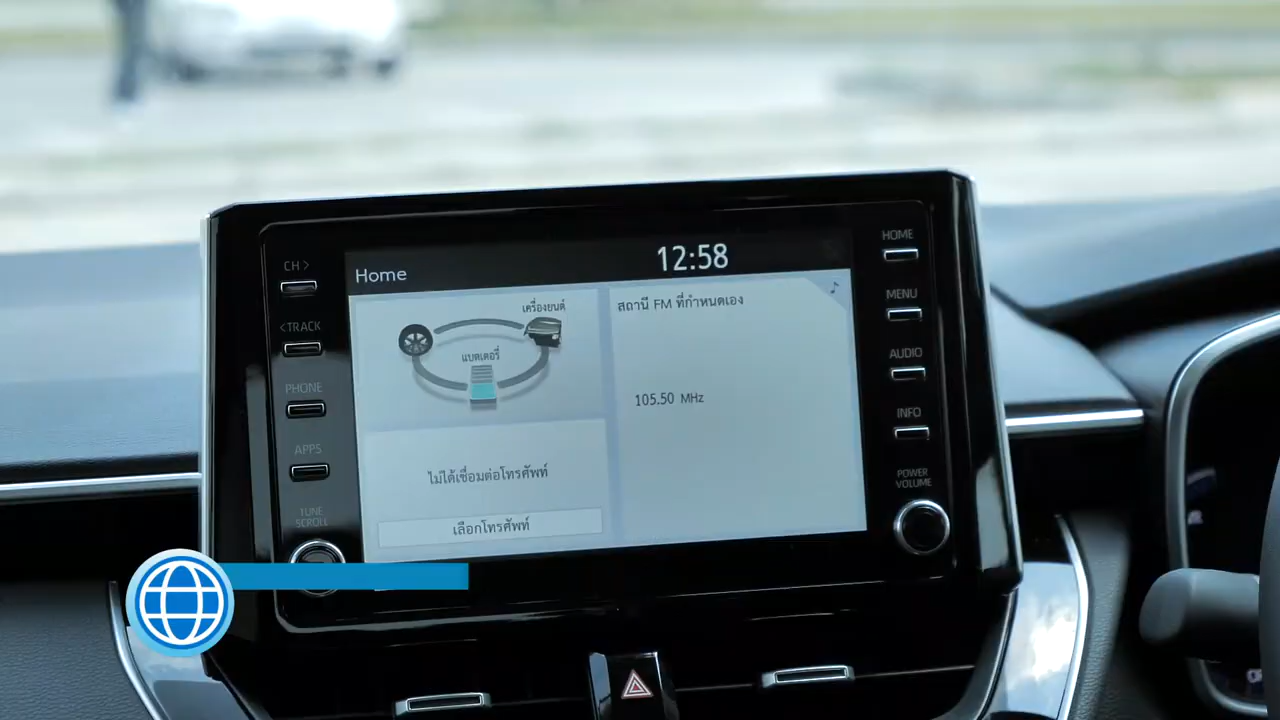 CH >
< TRACK
PHONE
APPS
TUNE
SCROLL
Home
12:58
เครื่องยนต์
แบตเตอรี่
ไม่ได้เชื่อมต่อโทรศัพท์
เลือกโทรศัพท์
สถานี FM ที่กำหนดเอง
105.50 MHz
HOME
MENU
AUDIO
INFO
POWER
VOLUME